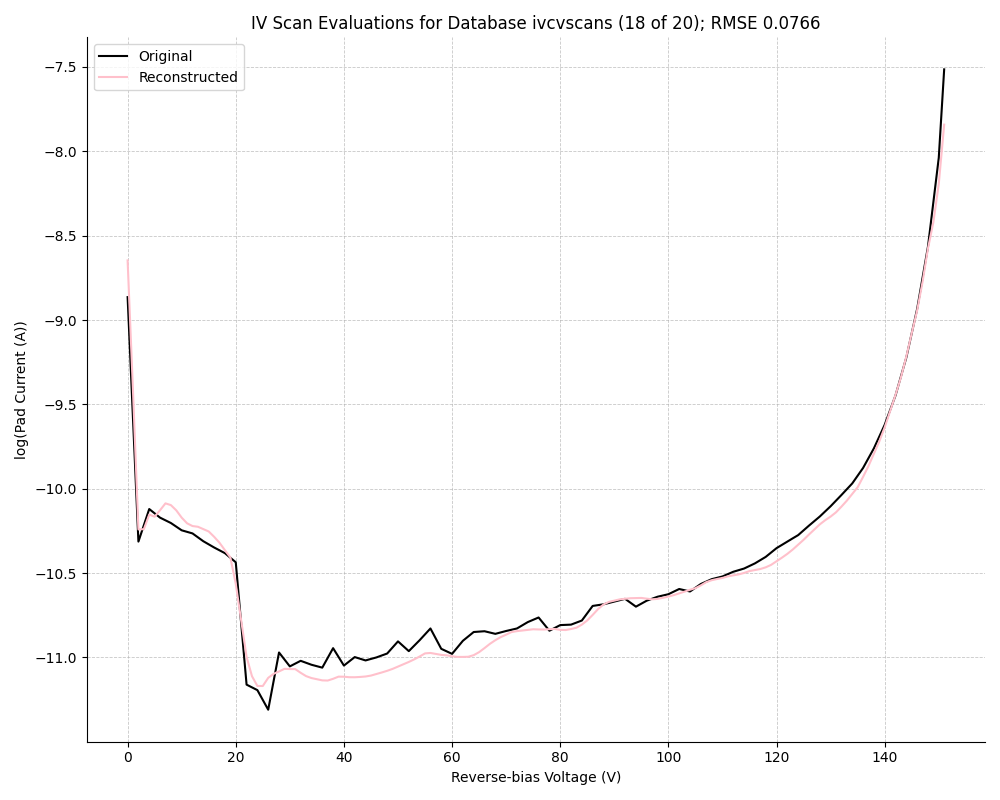 IV Scan Evaluations for Database ivcvscans (18 of 20); RMSE 0.0766
Original
Reconstructed
log(Pad Current (A))
−7.5
−8.0
−8.5
−9.0
−9.5
−10.0
−10.5
−11.0
0 20 40 60 80 100 120 140
Reverse-bias Voltage (V)